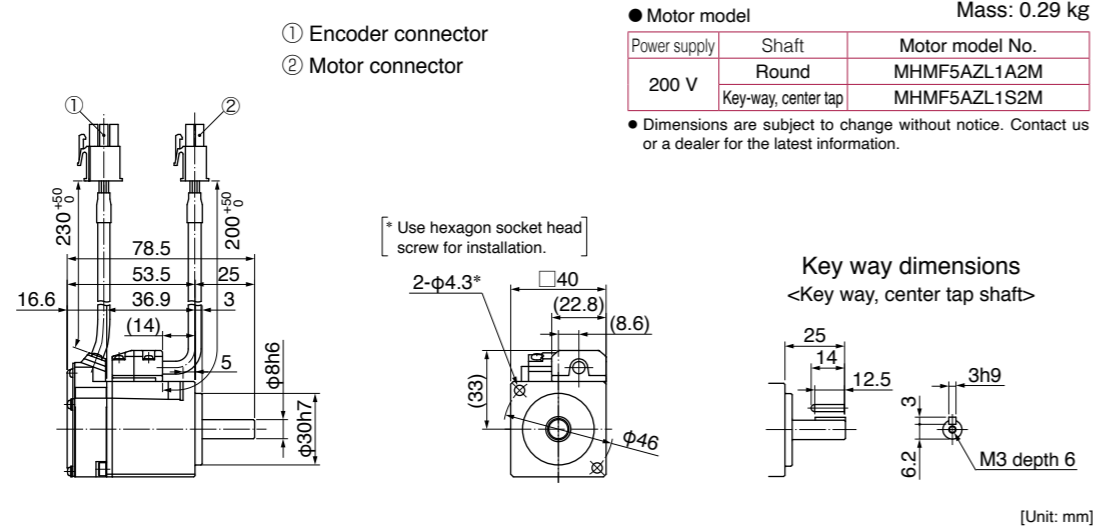 ① Encoder connector
② Motor connector
● Motor model
Mass: 0.29 kg
Power supply Shaft Motor model No.
200 V
Round MHMF5AZL1A2M
Key-way, center tap MHMF5AZL1S2M
● Dimensions are subject to change without notice. Contact us
or a dealer for the latest information.
① ②
230 +50 0
200 +50 0
78.5
53.5 25
16.6 36.9 3
(14)
5
φ8h6
φ30h7
* Use hexagon socket head
screw for installation.
2-φ4.3*
□40
(22.8)
(8.6)
(33)
φ46
Key way dimensions
<Key way, center tap shaft>
25
14
12.5
3h9
3
6.2
M3 depth 6
[Unit: mm]